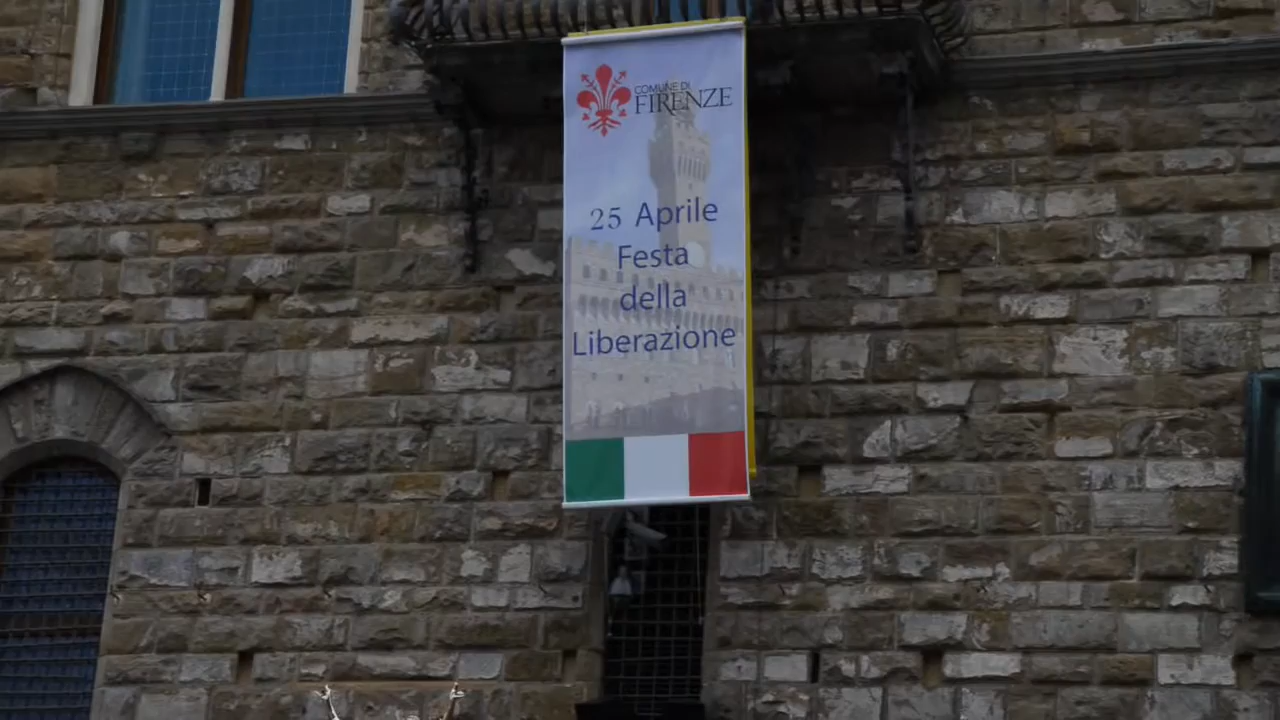 COMUNE DI
FIRENZE
25 Aprile
Festa
della
Liberazione